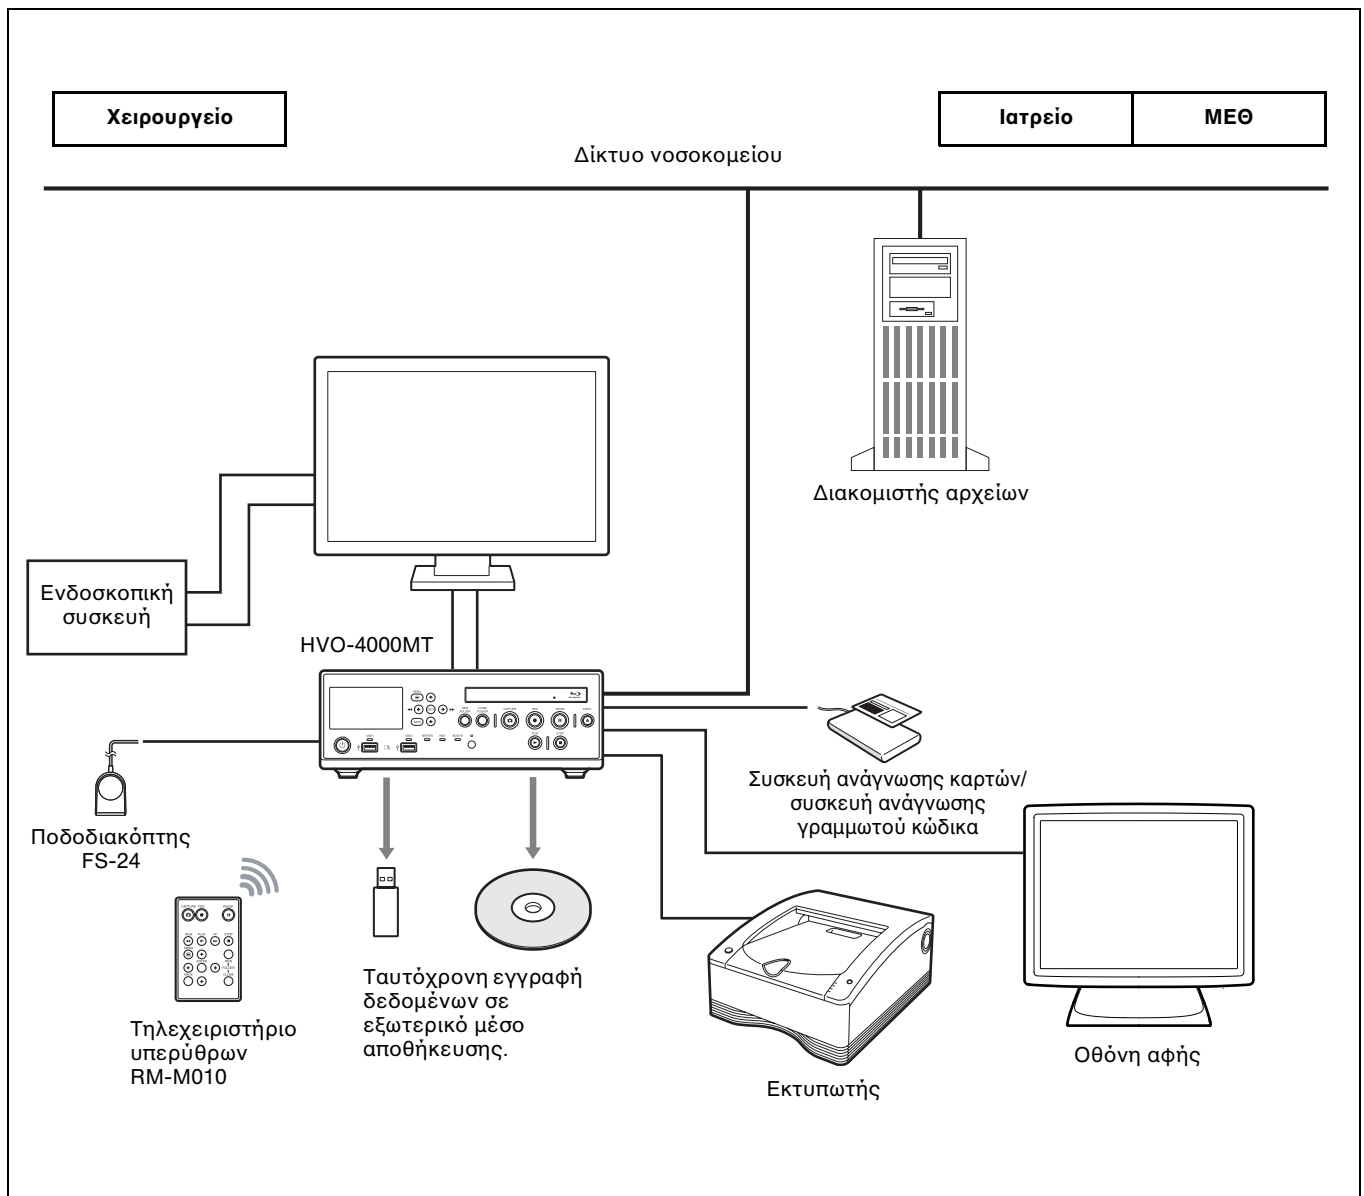 Χειρουργείο
Ιατρείο
ΜΕΘ
Δίκτυο νοσοκομείου
Διακομιστής αρχείων
Ενδοσκοπική
συσκευή
HVO-4000MT
Συσκευή ανάγνωσης καρτών/
συσκευή ανάγνωσης
γραμμωτού κώδικα
Ποδοδιακόπτης
FS-24
Ταυτόχρονη εγγραφή
δεδομένων σε
εξωτερικό μέσο
αποθήκευσης.
Τηλεχειριστήριο
υπερύθρων
RM-M010
Οθόνη αφής
Εκτυπωτής